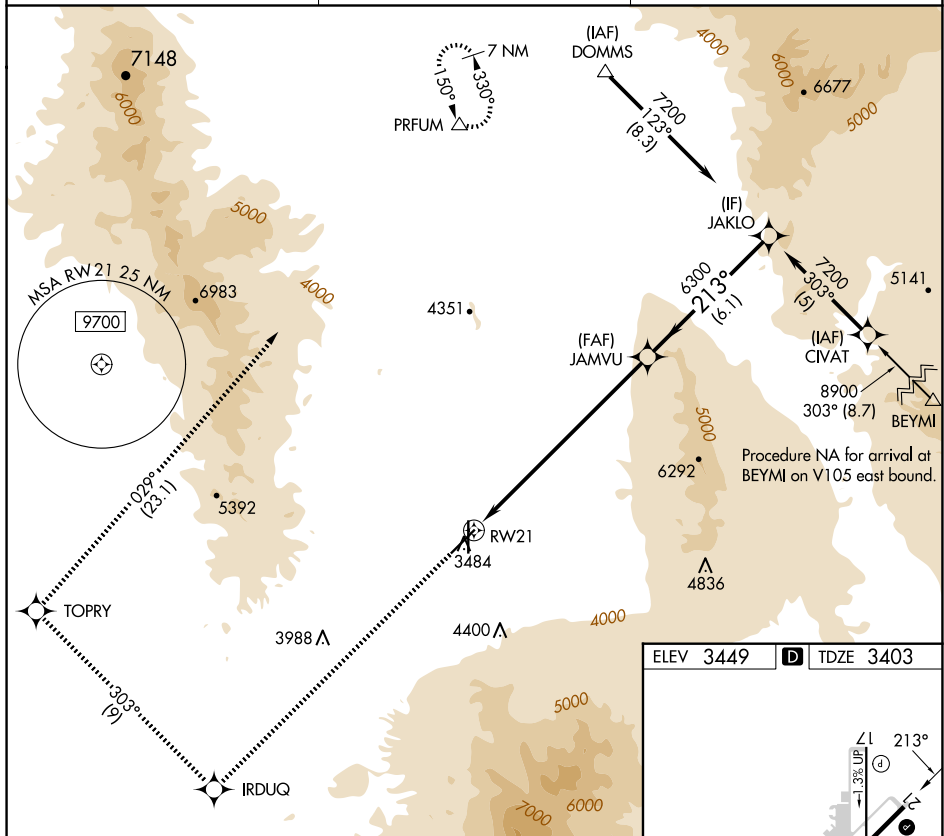 7148
6000
7 NM
330°
150°
PRFUM
(IAF)
DOMMS
4000
6000
6677
5000
7200
123°
(8.3)
5000
(IF)
JAKLO
MSA RW21 25 NM
9700
6983
4000
4351
6300
213°
(6.1)
7200
303°
(5)
5141
(FAF)
JAMVU
(IAF)
CIVAT
8900
303° (8.7)
BEYMI
5000
Procedure NA for arrival at
BEYMI on V105 east bound.
6292
029°
(23.1)
5392
RW21
3484
4836
TOPRY
3988
4400
4000
303°
(9)
IRDUQ
5000
7000
6000
ELEV 3449 D TDZE 3403
17
P
213°
1.3% UP
21
P